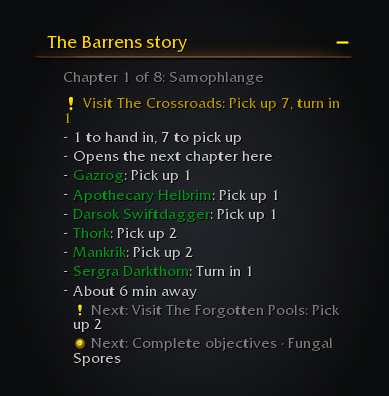 The Barrens story
Chapter 1 of 8: Samophlange
Visit The Crossroads: Pick up 7, turn in
1
- 1 to hand in, 7 to pick up
- Opens the next chapter here
- Gazrog: Pick up 1
- Apothecary Helbrim: Pick up 1
- Darsok Swiftdagger: Pick up 1
- Thork: Pick up 2
- Mankrik: Pick up 2
- Sergra Darkthorn: Turn in 1
- About 6 min away
Next: Visit The Forgotten Pools: Pick
up 2
Next: Complete objectives · Fungal
Spores